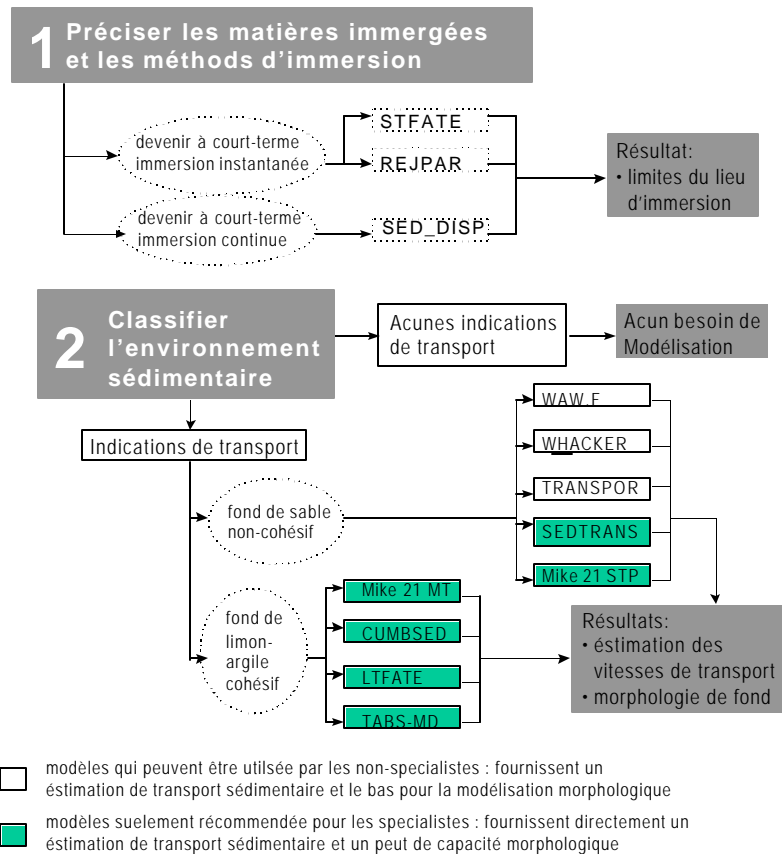 1
Préciser les matières immergées
et les méthods d'immersion
devenir à court-terme
immersion instantanée
STFATE
REJPAR
devenir à court-terme
immersion continue
SED_DISP
Résultat:
• limites du lieu
d'immersion
2
Classifier
l'environnement
sédimentaire
Acunes indications
de transport
Acun besoin de
Modélisation
Indications de transport
fond de sable
non-cohésif
WAW.F
WHACKER
TRANSPOR
SEDTRANS
Mike 21 STP
fond de
limon-
argile
cohésif
Mike 21 MT
CUMBSED
LTFATE
TABS-MD
Résultats:
• éstimation des
vitesses de transport
• morphologie de fond
modèles qui peuvent être utilsée par les non-specialistes : fournissent un
éstimation de transport sédimentaire et le bas pour la modélisation morphologique
modèles suelement récommendée pour les specialistes : fournissent directement un
éstimation de transport sédimentaire et un peut de capacité morphologique